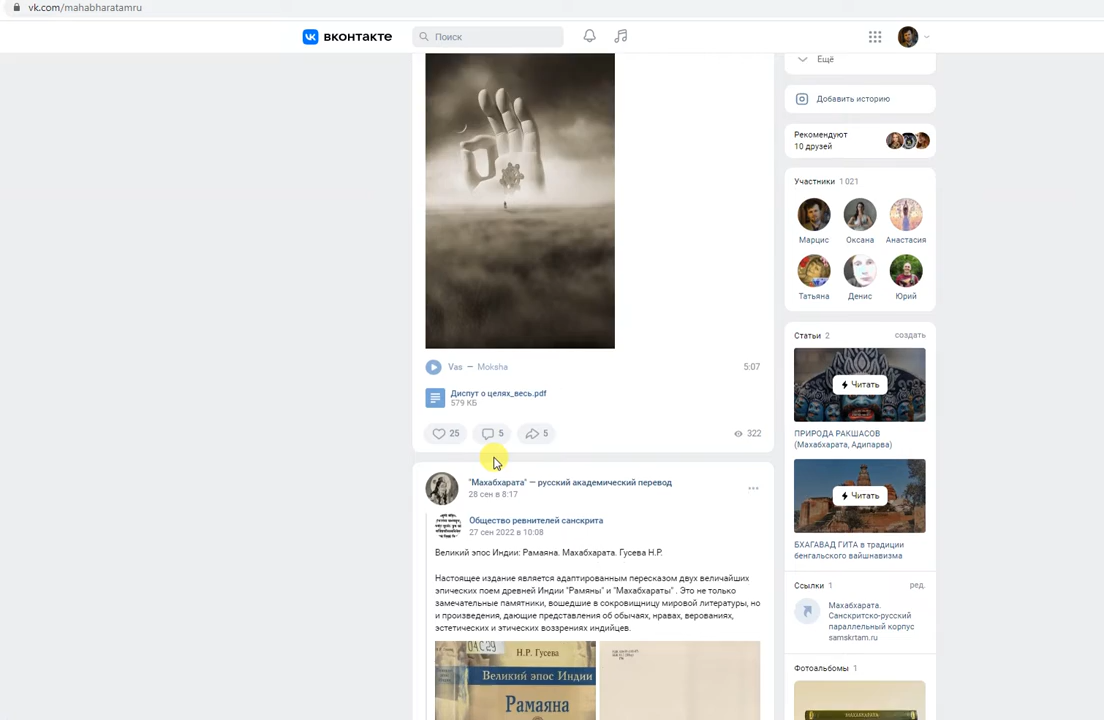 vk.com/mahabharatamru
ВКОНТАКТЕ
Поиск
Ещё
Добавить историю
Рекомендуют
10 друзей
Участники 1 021
Марцис Оксана Анастасия
Татьяна Денис Юрий
Vas — Moksha
5:07
Диспут о целях_весь.pdf
579 КБ
25 5 5
322
"Махабхарата" — русский академический перевод
28 сен в 8:17
Общество ревнителей санскрита
27 сен 2022 в 10:08
Великий эпос Индии: Рамаяна. Махабхарата. Гусева Н.Р.
Настоящее издание является адаптированным пересказом двух величайших
эпических поем древней Индии "Рамяны" и "Махабхараты" . Это не только
замечательные памятники, вошедшие в сокровищницу мировой литературы, но
и произведения, дающие представления об обычаях, нравах, верованиях,
эстетических и этических воззрениях индийцев.
Н.Р. Гусева
Великий эпос Индии
Рамаяна
Статьи 2
создать
Читать
ПРИРОДА РАКШАСОВ
(Махабхарата, Адипарва)
Читать
БХАГАВАД ГИТА в традиции
бенгальского вайшнавизма
Ссылки 1
ред.
Махабхарата.
Санскритско-русский
параллельный корпус
samskrtam.ru
Фотоальбомы 1
МАХАБХАРАТА